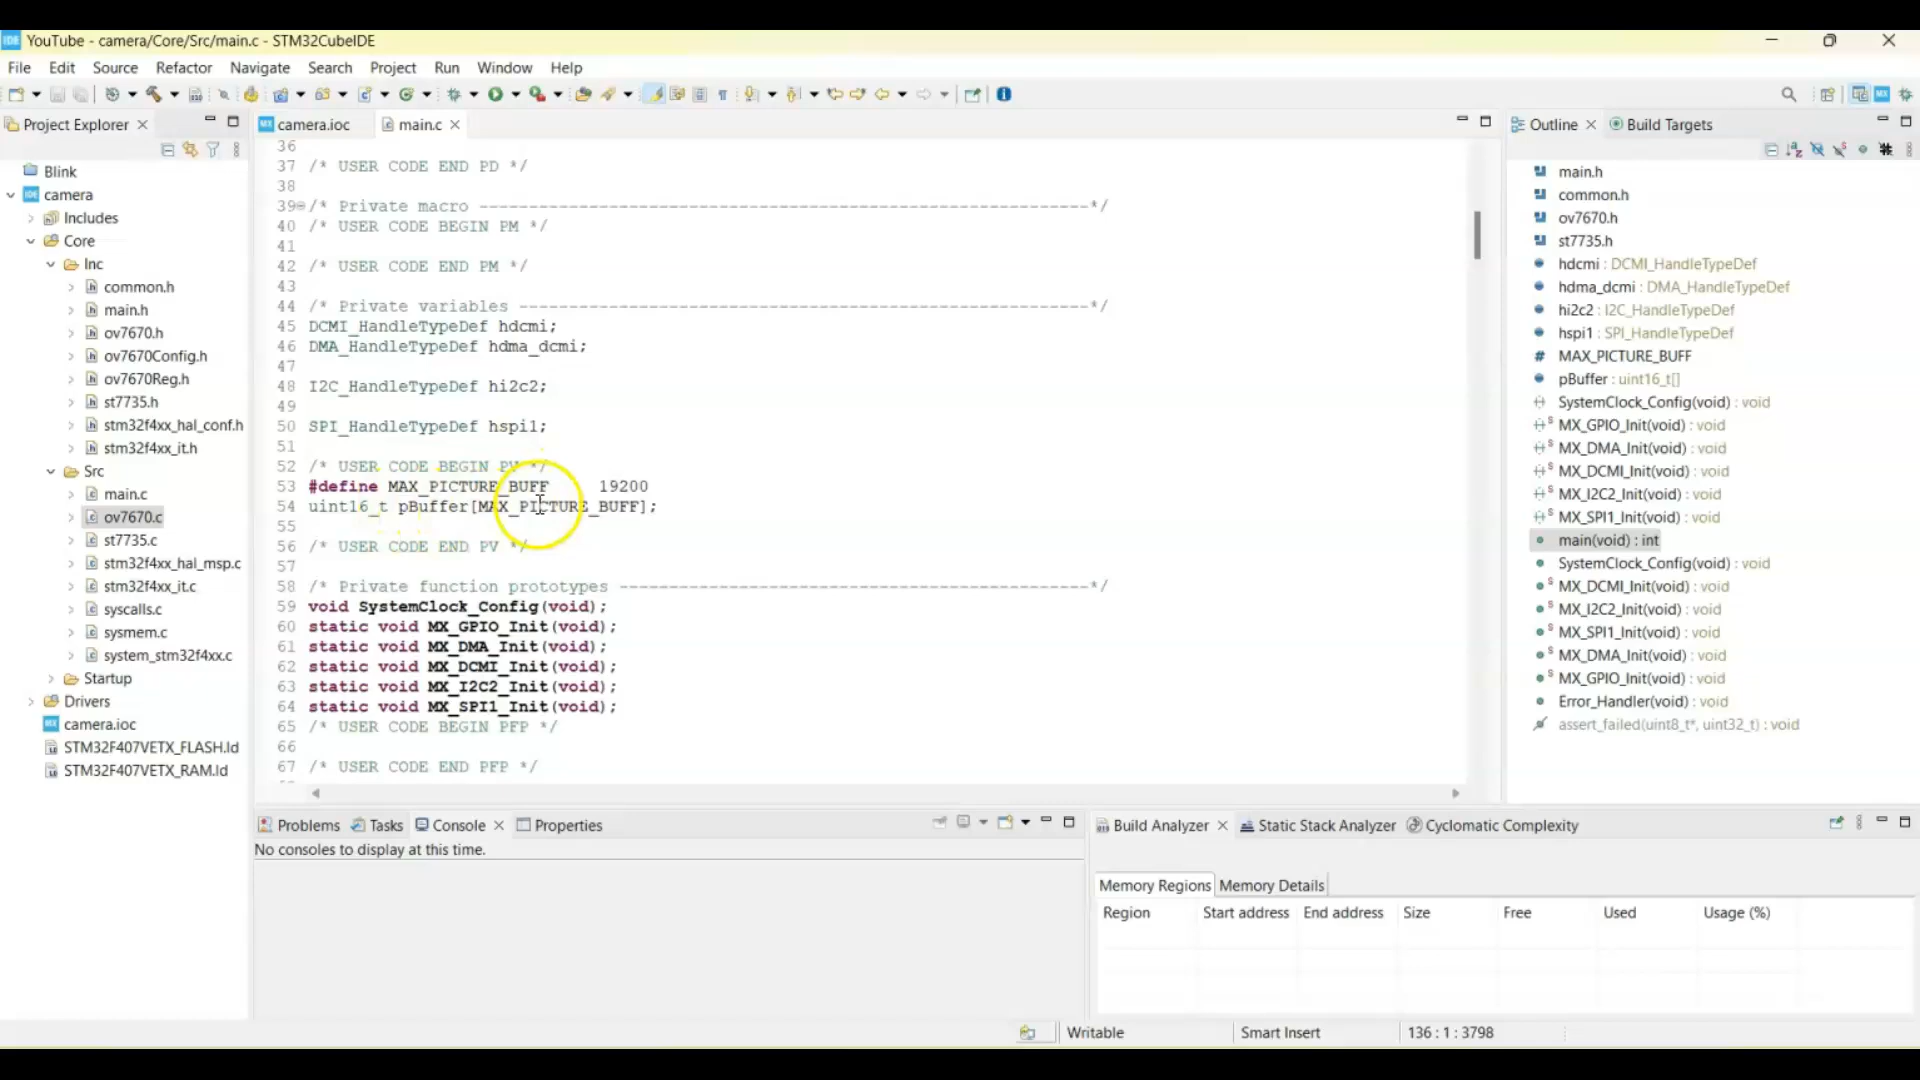 YouTube - camera/Core/Src/main.c - STM32CubeIDE
File Edit Source Refactor Navigate Search Project Run Window Help
Project Explorer
Blink
camera
Includes
Core
Inc
common.h
main.h
ov7670.h
ov7670Config.h
ov7670Reg.h
st7735.h
stm32f4xx_hal_conf.h
stm32f4xx_it.h
Src
main.c
ov7670.c
st7735.c
stm32f4xx_hal_msp.c
stm32f4xx_it.c
syscalls.c
sysmem.c
system_stm32f4xx.c
Startup
Drivers
camera.ioc
STM32F407VETX_FLASH.ld
STM32F407VETX_RAM.ld
camera.ioc main.c
36
37 /* USER CODE END PD */
38
39 /* Private macro -------------------------------------------------------------*/
40 /* USER CODE BEGIN PM */
41
42 /* USER CODE END PM */
43
44 /* Private variables ---------------------------------------------------------*/
45 DCMI_HandleTypeDef hdcmi;
46 DMA_HandleTypeDef hdma_dcmi;
47
48 I2C_HandleTypeDef hi2c2;
49
50 SPI_HandleTypeDef hspi1;
51
52 /* USER CODE BEGIN PV */
53 #define MAX_PICTURE_BUFF     19200
54 uint16_t pBuffer[MAX_PICTURE_BUFF];
55
56 /* USER CODE END PV */
57
58 /* Private function prototypes -----------------------------------------------*/
59 void SystemClock_Config(void);
60 static void MX_GPIO_Init(void);
61 static void MX_DMA_Init(void);
62 static void MX_DCMI_Init(void);
63 static void MX_I2C2_Init(void);
64 static void MX_SPI1_Init(void);
65 /* USER CODE BEGIN PFP */
66
67 /* USER CODE END PFP */
Outline Build Targets
main.h
common.h
ov7670.h
st7735.h
hdcmi : DCMI_HandleTypeDef
hdma_dcmi : DMA_HandleTypeDef
hi2c2 : I2C_HandleTypeDef
hspi1 : SPI_HandleTypeDef
# MAX_PICTURE_BUFF
pBuffer : uint16_t[]
SystemClock_Config(void) : void
MX_GPIO_Init(void) : void
MX_DMA_Init(void) : void
MX_DCMI_Init(void) : void
MX_I2C2_Init(void) : void
MX_SPI1_Init(void) : void
main(void) : int
SystemClock_Config(void) : void
MX_DCMI_Init(void) : void
MX_I2C2_Init(void) : void
MX_SPI1_Init(void) : void
MX_DMA_Init(void) : void
MX_GPIO_Init(void) : void
Error_Handler(void) : void
assert_failed(uint8_t*, uint32_t) : void
Problems Tasks Console Properties
No consoles to display at this time.
Build Analyzer Static Stack Analyzer Cyclomatic Complexity
Memory Regions Memory Details
Region Start address End address Size Free Used Usage (%)
Writable Smart Insert 136 : 1 : 3798